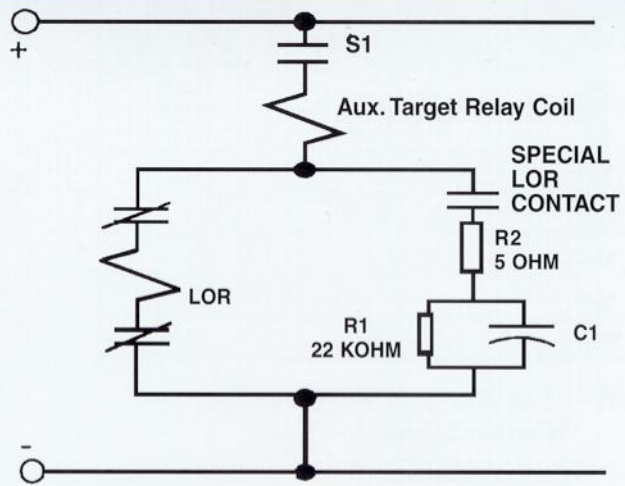 +
S1
Aux. Target Relay Coil
SPECIAL
LOR
CONTACT
R2
5 OHM
LOR
R1
22 KOHM
C1
-